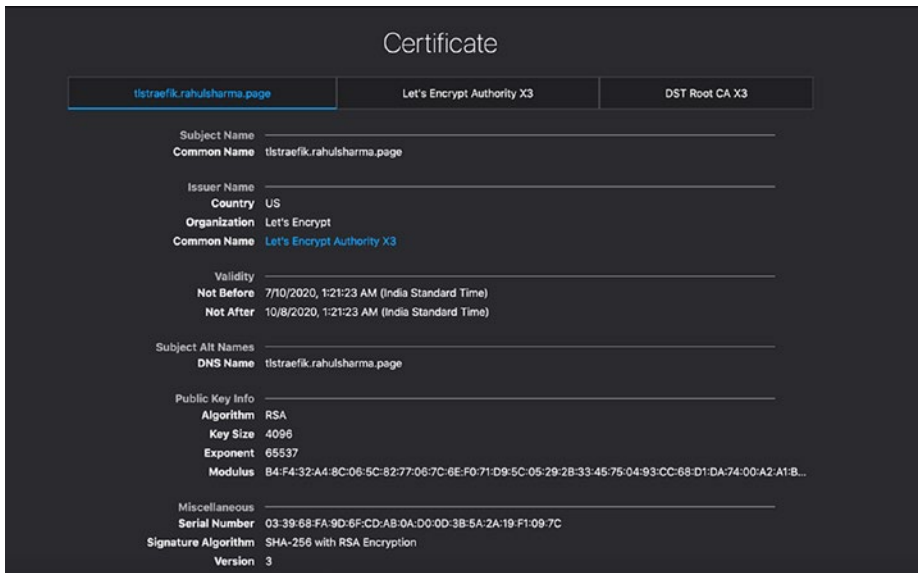 Certificate
tlstraefik.rahulsharma.page Let's Encrypt Authority X3 DST Root CA X3
Subject Name
Common Name tlstraefik.rahulsharma.page
Issuer Name
Country US
Organization Let's Encrypt
Common Name Let's Encrypt Authority X3
Validity
Not Before 7/10/2020, 1:21:23 AM (India Standard Time)
Not After 10/8/2020, 1:21:23 AM (India Standard Time)
Subject Alt Names
DNS Name tlstraefik.rahulsharma.page
Public Key Info
Algorithm RSA
Key Size 4096
Exponent 65537
Modulus B4:F4:32:A4:8C:06:5C:82:77:06:7C:6E:F0:71:D9:5C:05:29:2B:33:45:75:04:93:CC:68:D1:DA:74:00:A2:A1:B...
Miscellaneous
Serial Number 03:39:68:FA:9D:6F:CD:AB:0A:D0:0D:3B:5A:2A:19:F1:09:7C
Signature Algorithm SHA-256 with RSA Encryption
Version 3